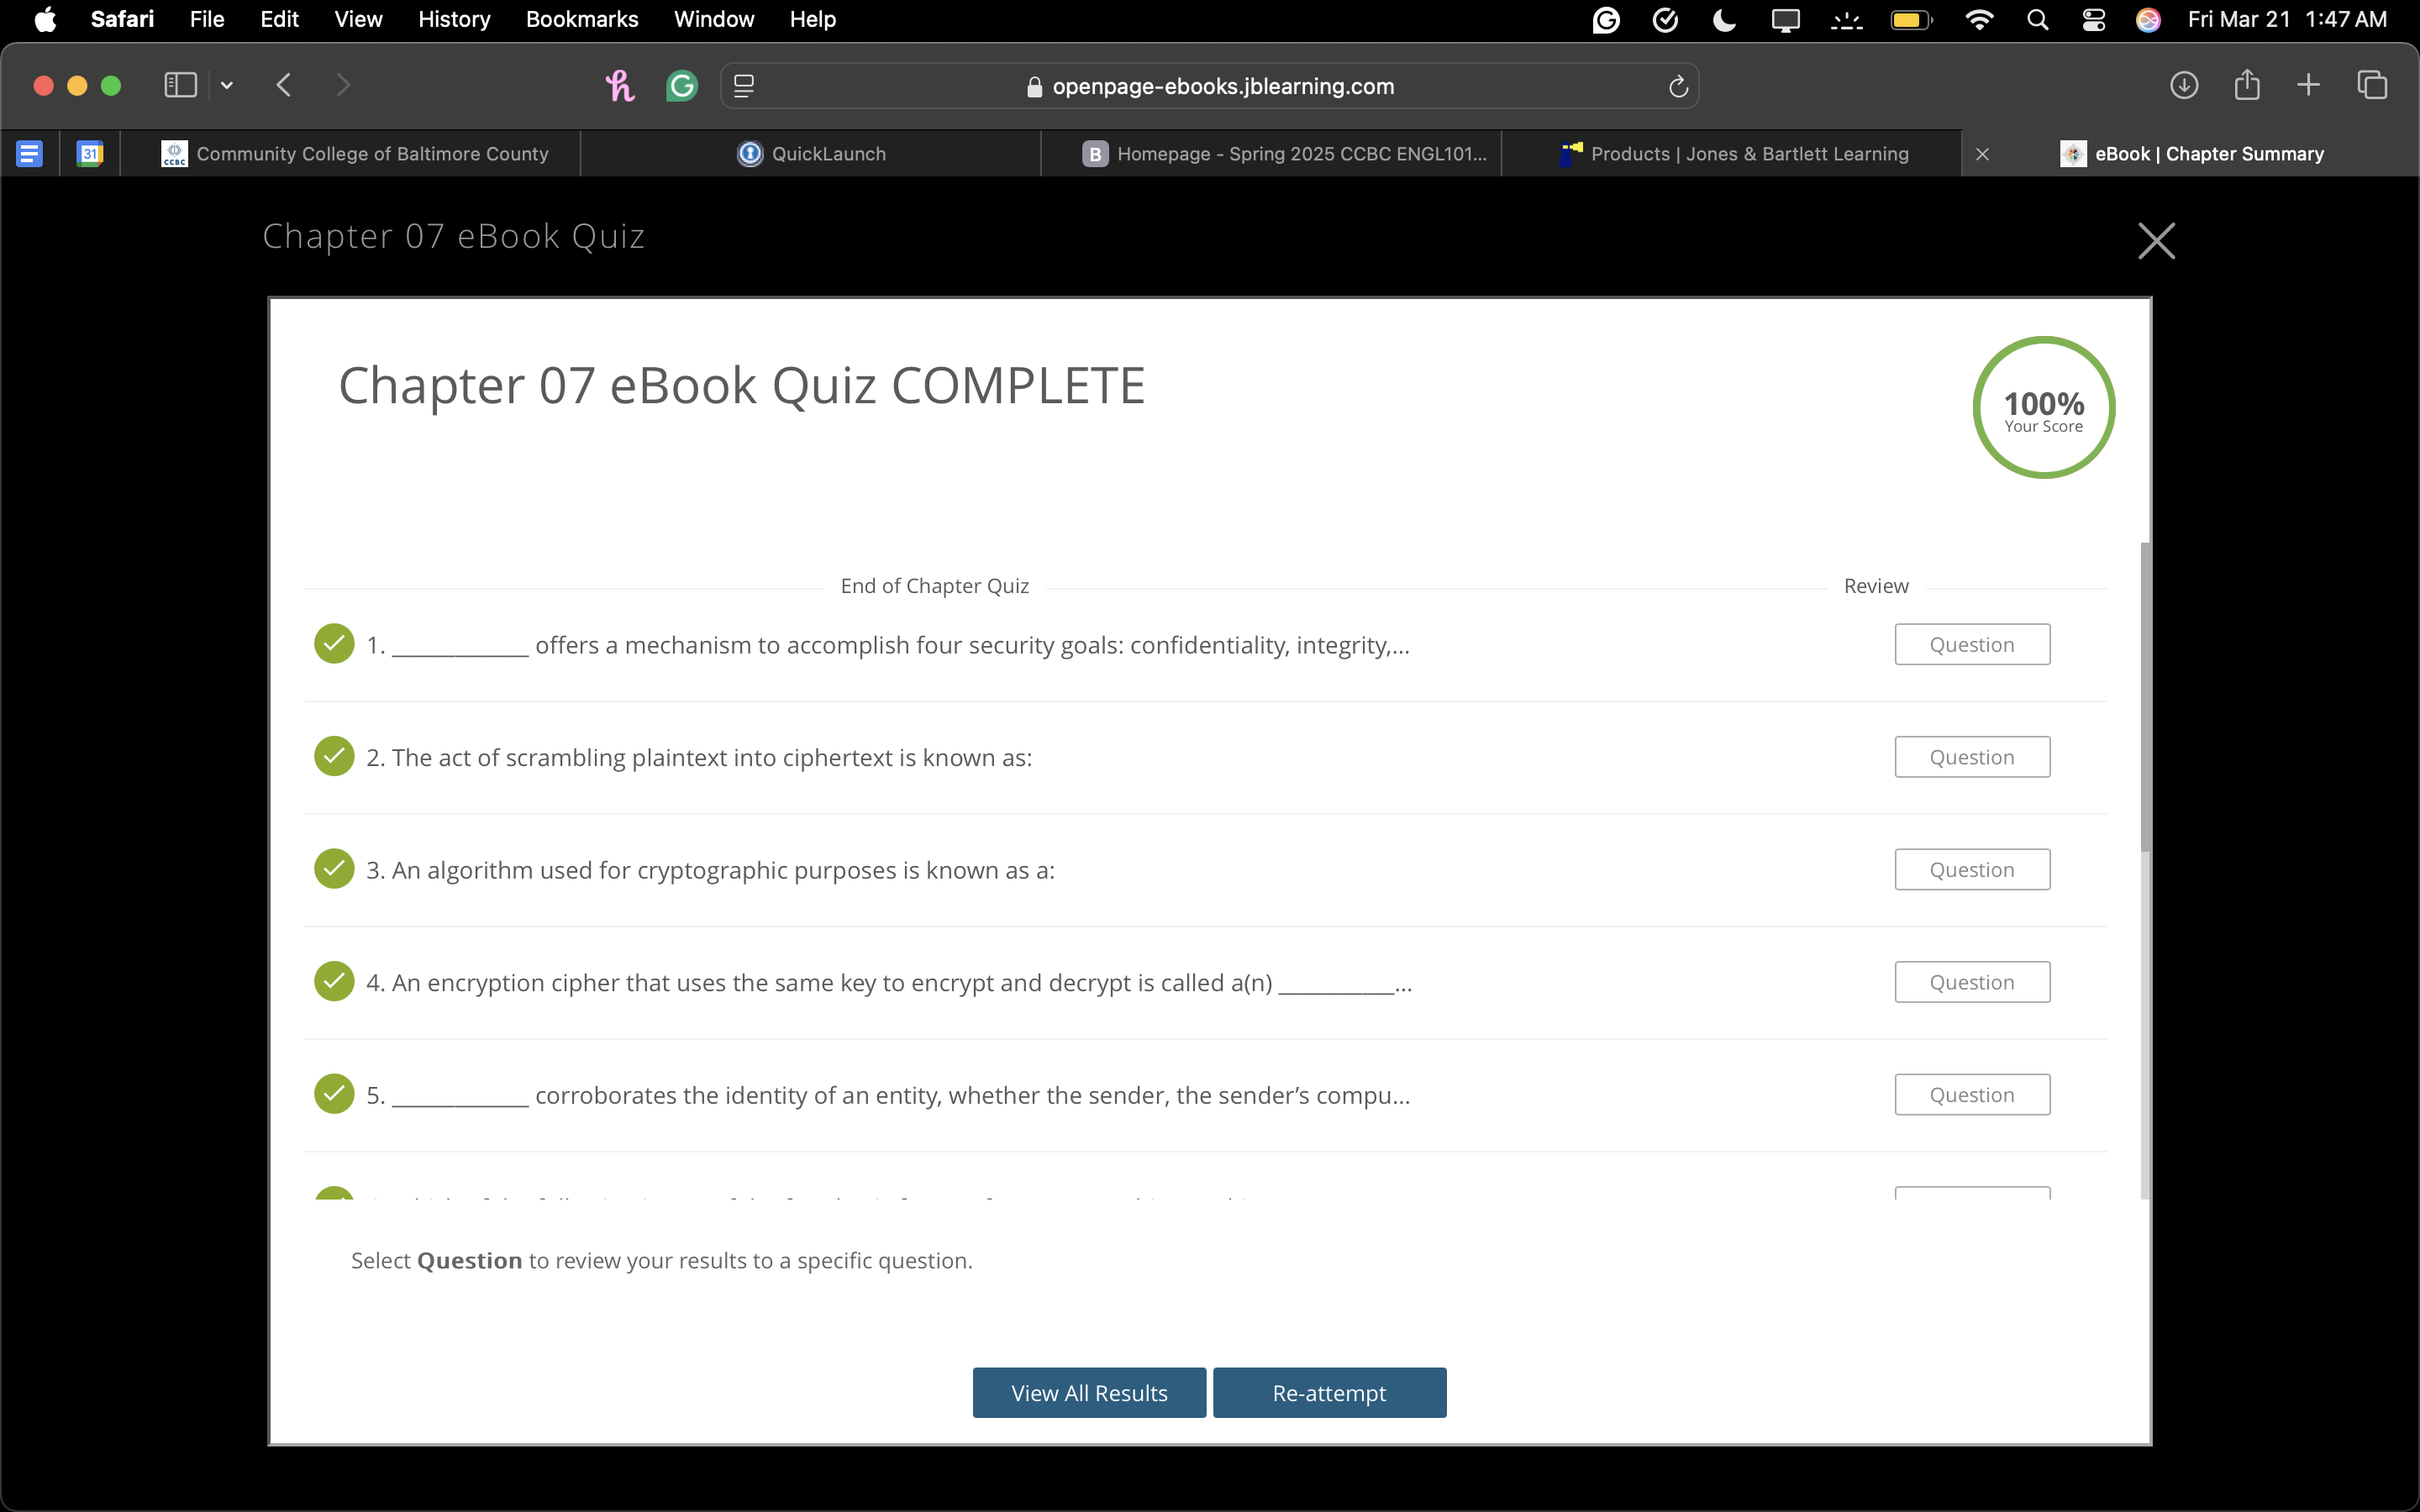 Safari File Edit View History Bookmarks Window Help Fri Mar 21 1:47 AM
openpage-ebooks.jblearning.com
31 CCBC Community College of Baltimore County QuickLaunch B Homepage - Spring 2025 CCBC ENGL101... Products | Jones & Bartlett Learning eBook | Chapter Summary
Chapter 07 eBook Quiz
Chapter 07 eBook Quiz COMPLETE
100%
Your Score
End of Chapter Quiz Review
1. ____________ offers a mechanism to accomplish four security goals: confidentiality, integrity,... Question
2. The act of scrambling plaintext into ciphertext is known as: Question
3. An algorithm used for cryptographic purposes is known as a: Question
4. An encryption cipher that uses the same key to encrypt and decrypt is called a(n) __________... Question
5. ____________ corroborates the identity of an entity, whether the sender, the sender’s compu... Question
Select Question to review your results to a specific question.
View All Results Re-attempt